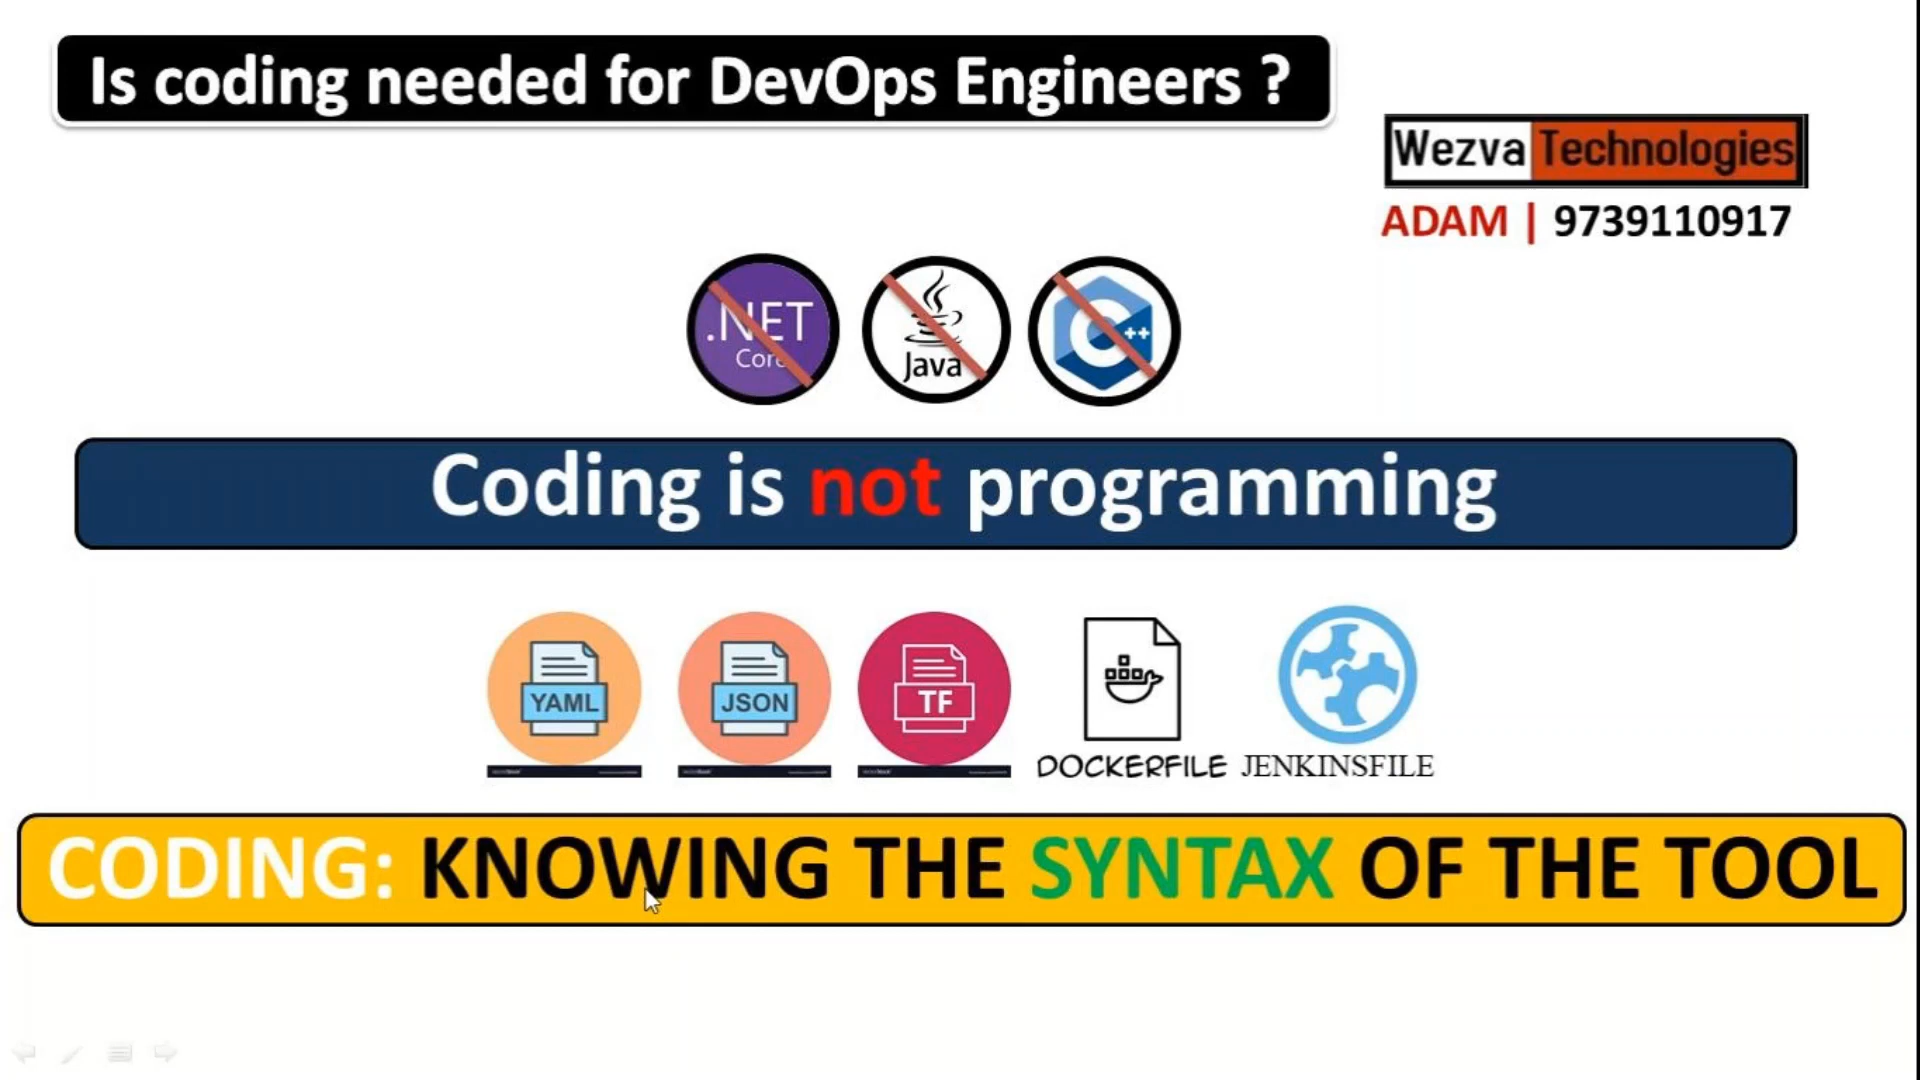 Is coding needed for DevOps Engineers ?
Wezva Technologies
ADAM | 9739110917
.NET
Core
Java
C++
Coding is not programming
YAML JSON TF
DOCKERFILE JENKINSFILE
CODING: KNOWING THE SYNTAX OF THE TOOL